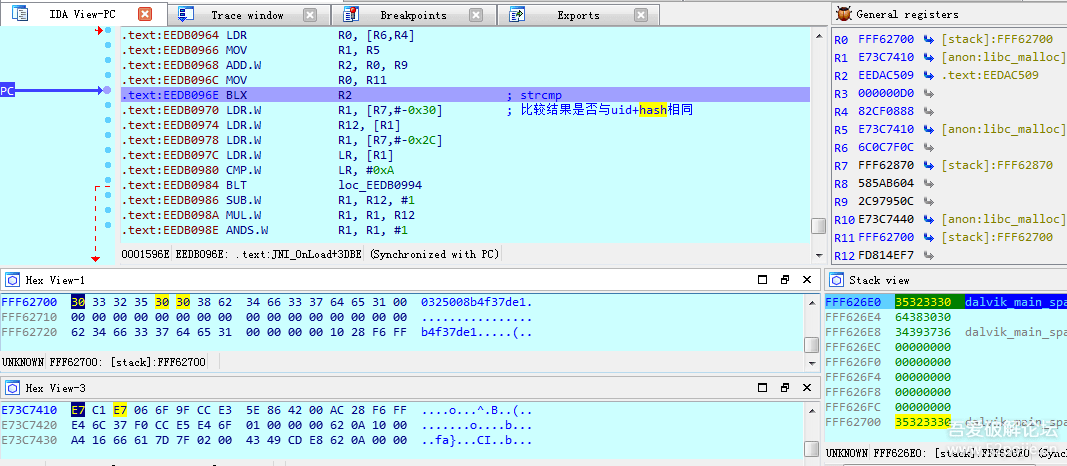 IDA View-PC
Trace window
Breakpoints
Exports
General registers
PC
.text:EEDB0964 LDR R0, [R6,R4]
.text:EEDB0966 MOV R1, R5
.text:EEDB0968 ADD.W R2, R0, R9
.text:EEDB096C MOV R0, R11
.text:EEDB096E BLX R2 ; strcmp
.text:EEDB0970 LDR.W R1, [R7,#-0x30] ; 比较结果是否与uid+hash相同
.text:EEDB0974 LDR.W R12, [R1]
.text:EEDB0978 LDR.W R1, [R7,#-0x2C]
.text:EEDB097C LDR.W LR, [R1]
.text:EEDB0980 CMP.W LR, #0xA
.text:EEDB0984 BLT loc_EEDB0994
.text:EEDB0986 SUB.W R1, R12, #1
.text:EEDB098A MUL.W R1, R1, R12
.text:EEDB098E ANDS.W R1, R1, #1
0001596E EEDB096E: .text:JNI_OnLoad+3DBE (Synchronized with PC)
R0 FFF62700 [stack]:FFF62700
R1 E73C7410 [anon:libc_malloc]
R2 EEDAC509 .text:EEDAC509
R3 000000D0
R4 82CF0888
R5 E73C7410 [anon:libc_malloc]
R6 6C0C7F0C
R7 FFF62870 [stack]:FFF62870
R8 585AB604
R9 2C97950C
R10 E73C7440 [anon:libc_malloc]
R11 FFF62700 [stack]:FFF62700
R12 FD814EF7
Hex View-1
FFF62700 30 33 32 35 30 30 38 62 34 66 33 37 64 65 31 00 0325008b4f37de1.
FFF62710 00 00 00 00 00 00 00 00 00 00 00 00 00 00 00 00 ................
FFF62720 62 34 66 33 37 64 65 31 00 00 00 00 10 28 F6 FF b4f37de1.....(..
UNKNOWN FFF62700: [stack]:FFF62700
Hex View-3
E73C7410 E7 C1 E7 06 6F 9F CC E3 5E 86 42 00 AC 28 F6 FF ....o...^.B..(..
E73C7420 E4 6C 37 F0 CC E5 E4 6F 01 00 00 00 62 0A 10 00 .......o....b...
E73C7430 A4 16 66 61 7D 7F 02 00 43 49 CD E8 62 0A 00 00 ..fa}...CI..b...
Stack view
FFF626E0 35323330 dalvik_main_spa
FFF626E4 64383030
FFF626E8 34393736 dalvik_main_spa
FFF626EC 00000000
FFF626F0 00000000
FFF626F4 00000000
FFF626F8 00000000
FFF626FC 00000000
FFF62700 35323330 dalvik_main_spa
吾爱破解论坛
UNKNOWN FFF626E0: [stack]:FFF626E0 (Sync